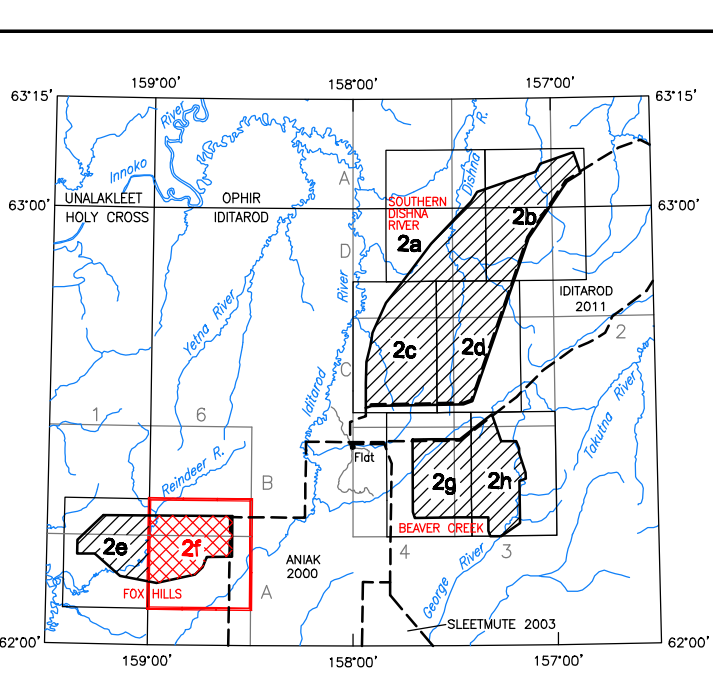 159°00'
158°00'
157°00'
63°15'
63°15'
River
Innoko
Dishna
R.
A
UNALAKLEET
OPHIR
SOUTHERN
DISHNA
RIVER
63°00'
HOLY CROSS
IDITAROD
2b
63°00'
2a
D
River
IDITAROD
2011
Yetna River
2
2c
2d
C
Iditarod
Takutna River
1
6
Flat
Reindeer R.
B
2g
2h
BEAVER CREEK
2e
2f
4
3
ANIAK
2000
George River
FOX HILLS
A
SLEETMUTE 2003
62°00'
62°00'
159°00'
158°00'
157°00'